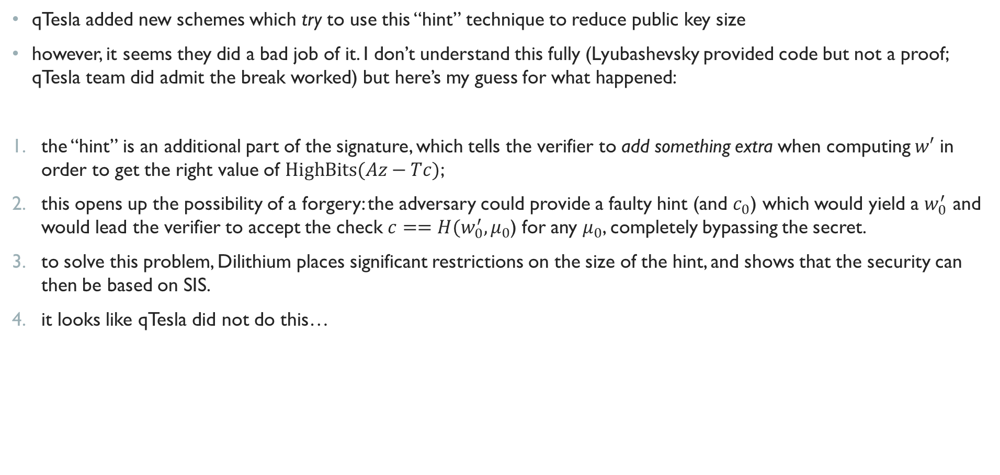 • qTesla added new schemes which try to use this “hint” technique to reduce public key size
• however, it seems they did a bad job of it. I don’t understand this fully (Lyubashevsky provided code but not a proof;
qTesla team did admit the break worked) but here’s my guess for what happened:
1. the “hint” is an additional part of the signature, which tells the verifier to add something extra when computing w′ in
order to get the right value of HighBits(Az − Tc);
2. this opens up the possibility of a forgery: the adversary could provide a faulty hint (and c₀) which would yield a w₀′ and
would lead the verifier to accept the check c == H(w₀′, μ₀) for any μ₀, completely bypassing the secret.
3. to solve this problem, Dilithium places significant restrictions on the size of the hint, and shows that the security can
then be based on SIS.
4. it looks like qTesla did not do this…